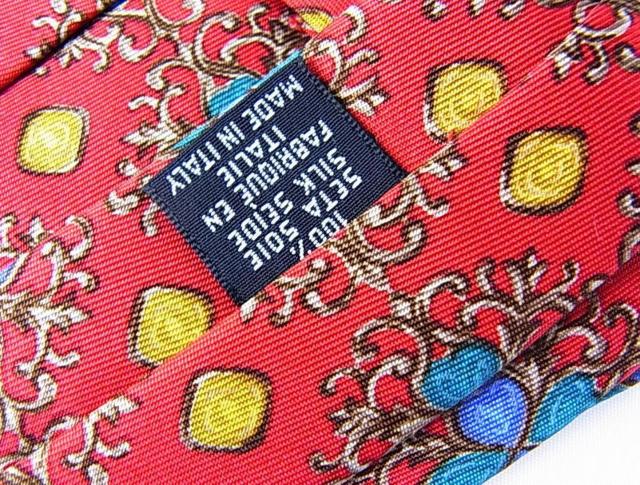 100%
SETA SOIE
SILK SEIDE
FABRIQUE EN
ITALIE
MADE IN ITALY